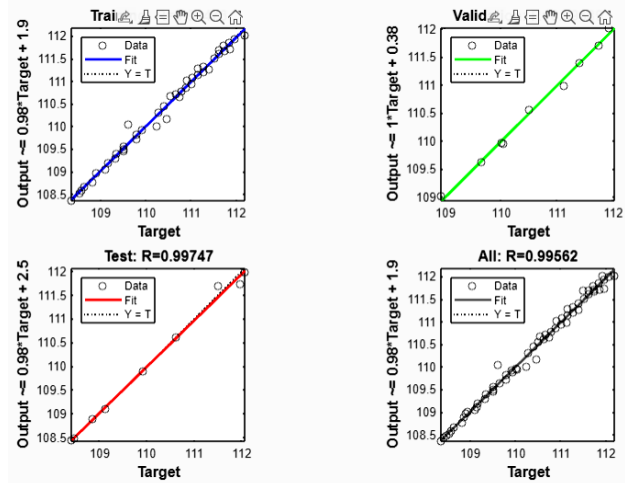 Trai
Output ~= 0.98*Target + 1.9
112
111.5
111
110.5
110
109.5
109
108.5
Data
Fit
Y = T
109
110
111
112
Target
Valid
Output ~= 1*Target + 0.38
112
111.5
111
110.5
110
109.5
109
Data
Fit
Y = T
109
110
111
112
Target
Test: R=0.99747
Output ~= 0.98*Target + 2.5
112
111.5
111
110.5
110
109.5
109
108.5
Data
Fit
Y = T
109
110
111
112
Target
All: R=0.99562
Output ~= 0.98*Target + 1.9
112
111.5
111
110.5
110
109.5
109
108.5
Data
Fit
Y = T
109
110
111
112
Target